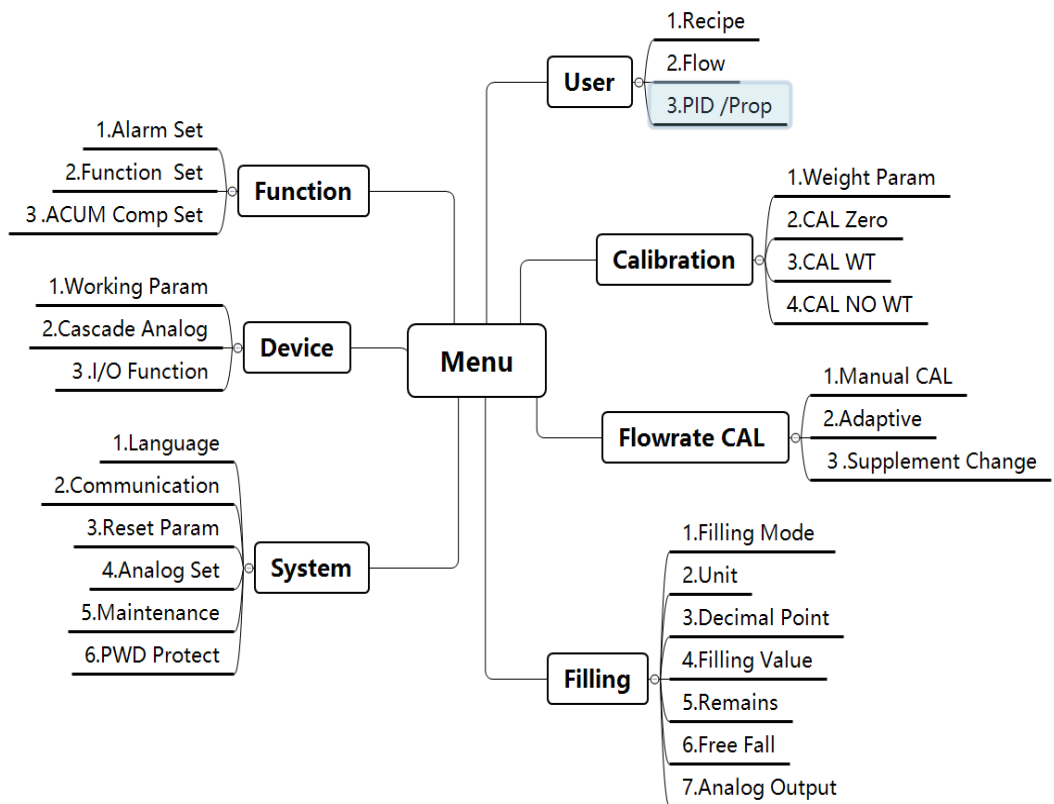 Menu
User
1.Recipe
2.Flow
3.PID /Prop
Calibration
1.Weight Param
2.CAL Zero
3.CAL WT
4.CAL NO WT
Flowrate CAL
1.Manual CAL
2.Adaptive
3.Supplement Change
Filling
1.Filling Mode
2.Unit
3.Decimal Point
4.Filling Value
5.Remains
6.Free Fall
7.Analog Output
Function
1.Alarm Set
2.Function  Set
3.ACUM Comp Set
Device
1.Working Param
2.Cascade Analog
3.I/O Function
System
1.Language
2.Communication
3.Reset Param
4.Analog Set
5.Maintenance
6.PWD Protect